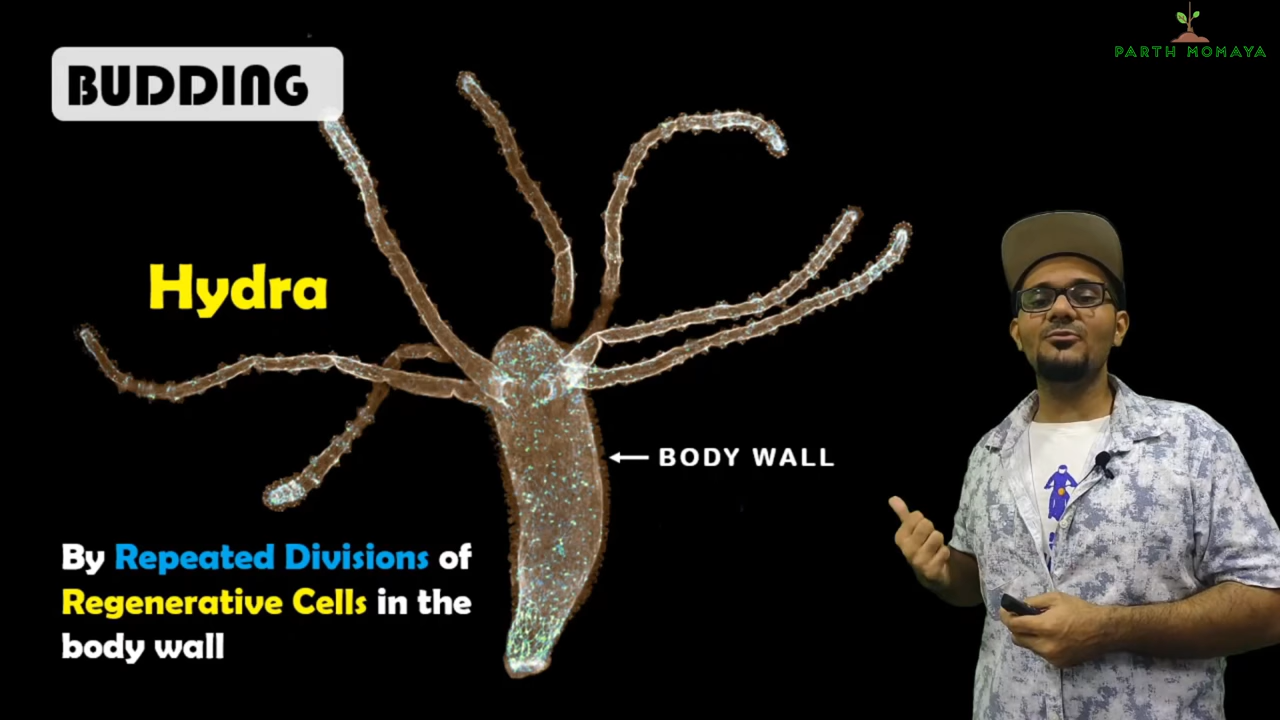 PARTH MOMAYA
BUDDING
Hydra
BODY WALL
By Repeated Divisions of
Regenerative Cells in the
body wall